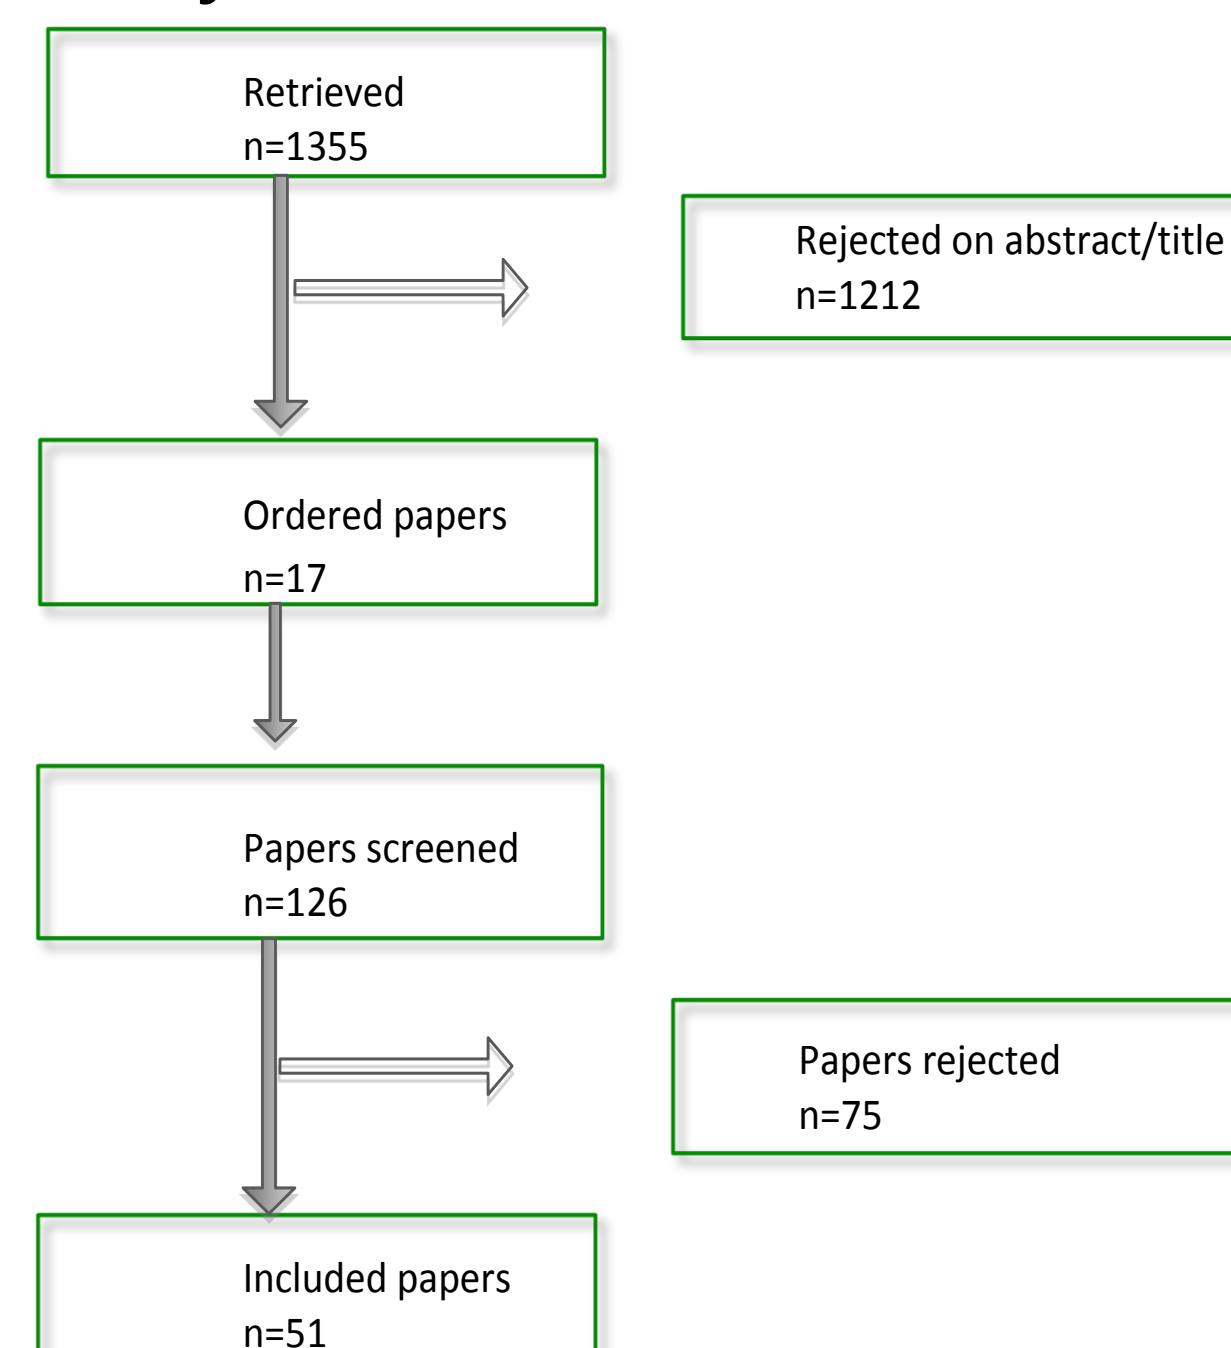 Retrieved
n=1355
Rejected on abstract/title
n=1212
Ordered papers
n=17
Papers screened
n=126
Papers rejected
n=75
Included papers
n=51